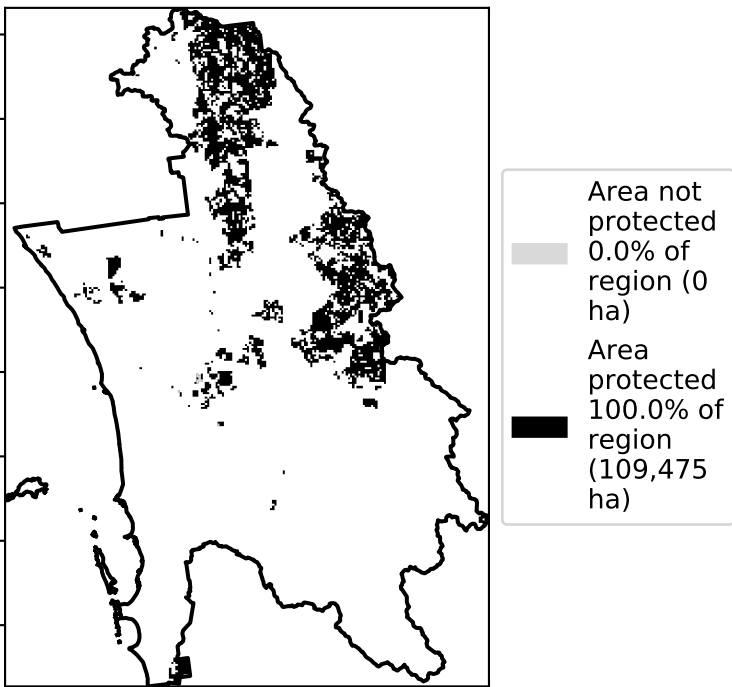 Area not
protected
0.0% of
region (0
ha)
Area
protected
100.0% of
region
(109,475
ha)